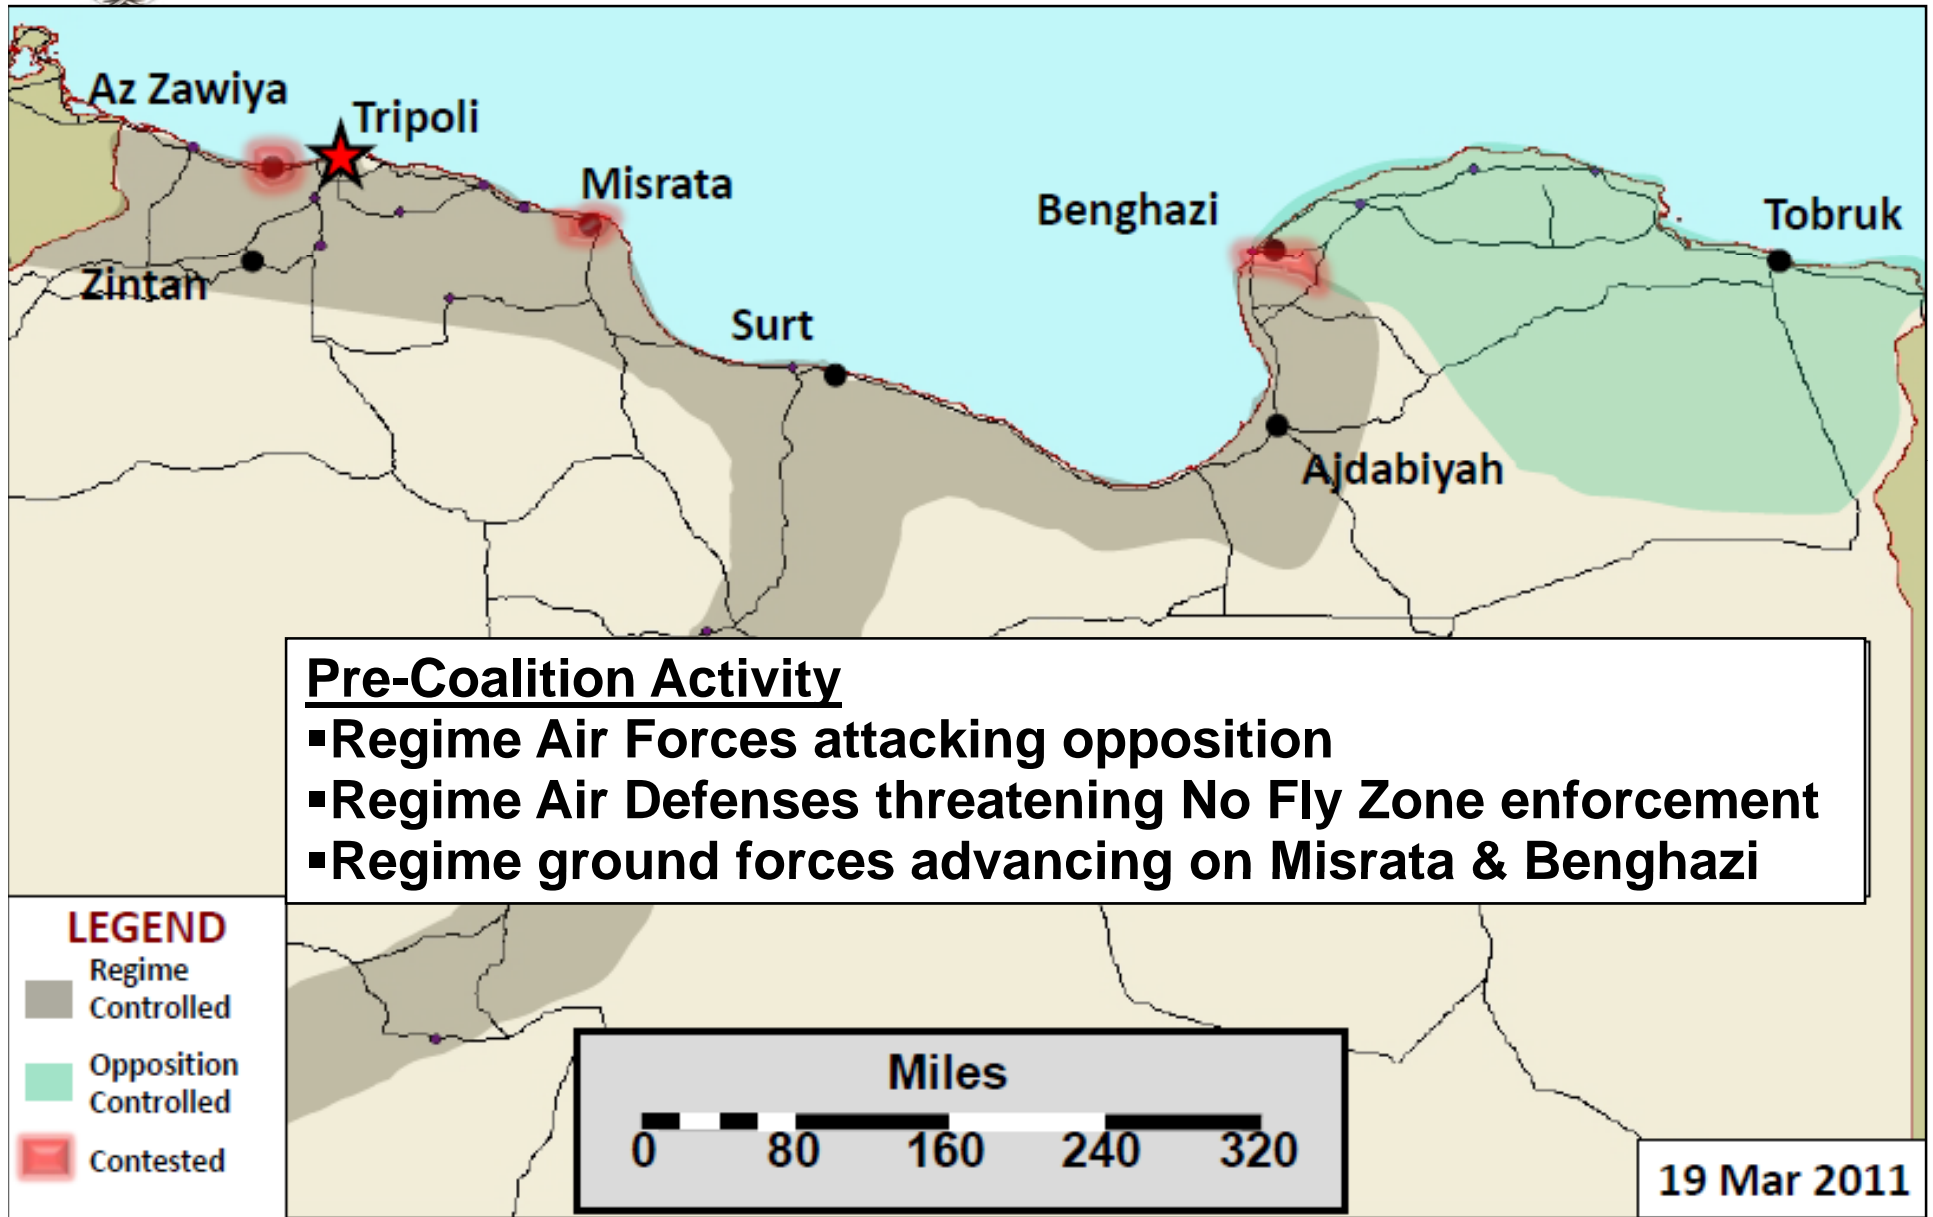 Az Zawiya
Tripoli
Misrata
Benghazi
Tobruk
Zintan
Surt
Ajdabiyah
Pre-Coalition Activity
▪Regime Air Forces attacking opposition
▪Regime Air Defenses threatening No Fly Zone enforcement
▪Regime ground forces advancing on Misrata & Benghazi
LEGEND
Regime
Controlled
Opposition
Controlled
Contested
Miles
0 80 160 240 320
19 Mar 2011